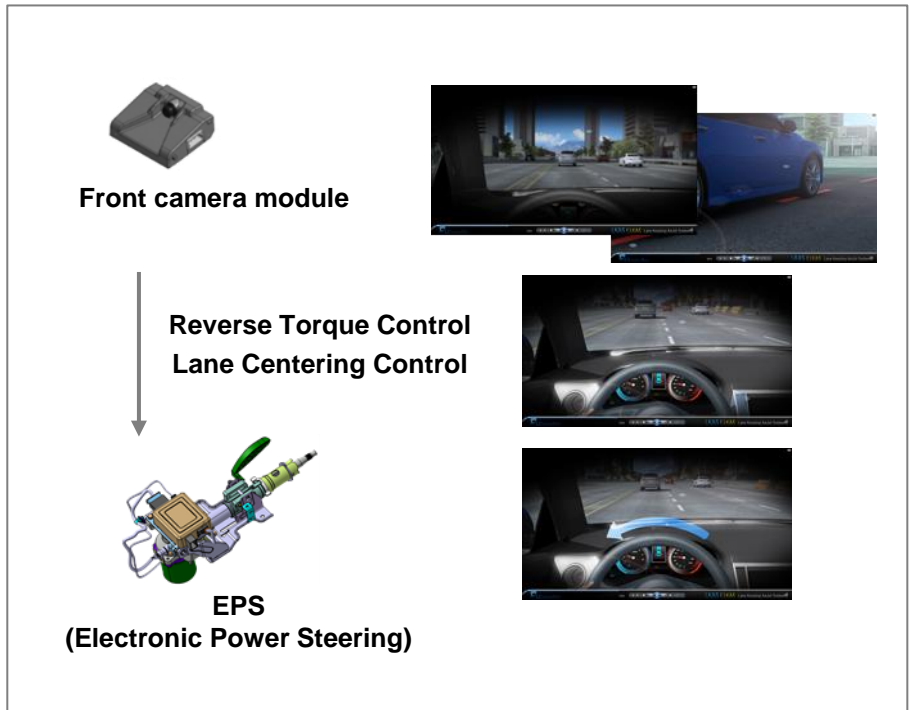 Front camera module
Reverse Torque Control
Lane Centering Control
EPS
(Electronic Power Steering)